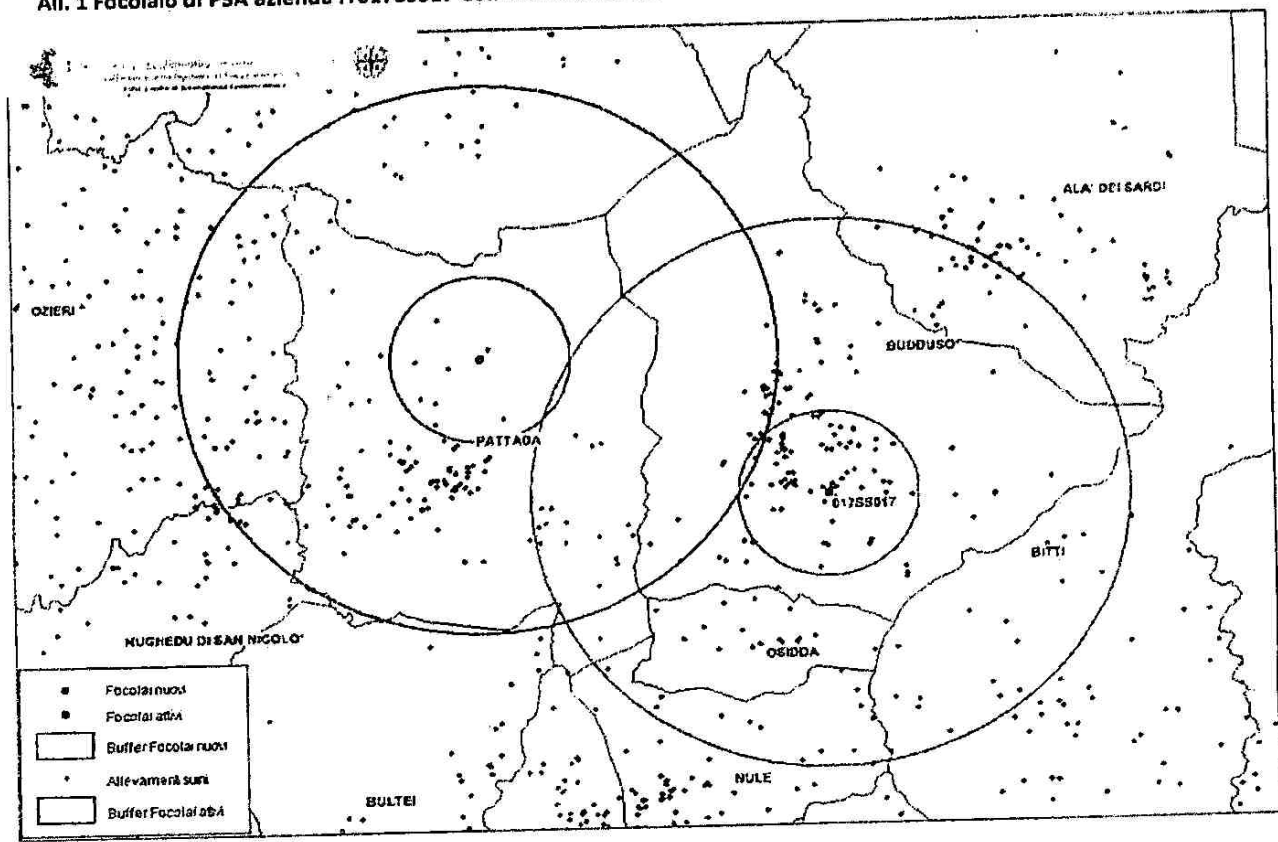 All. 1 Focolaio di PSA azienda
ALA' DEI SARDI
OZIERI
BUDDUSO'
PATTADA
017SS017
BITTI
NUGHEDU DI SAN NICOLO'
OSIDDA
NULE
BULTEI
Focolai nuovi
Focolai attivi
Buffer Focolai nuovi
Allevamenti suini
Buffer Focolai attivi